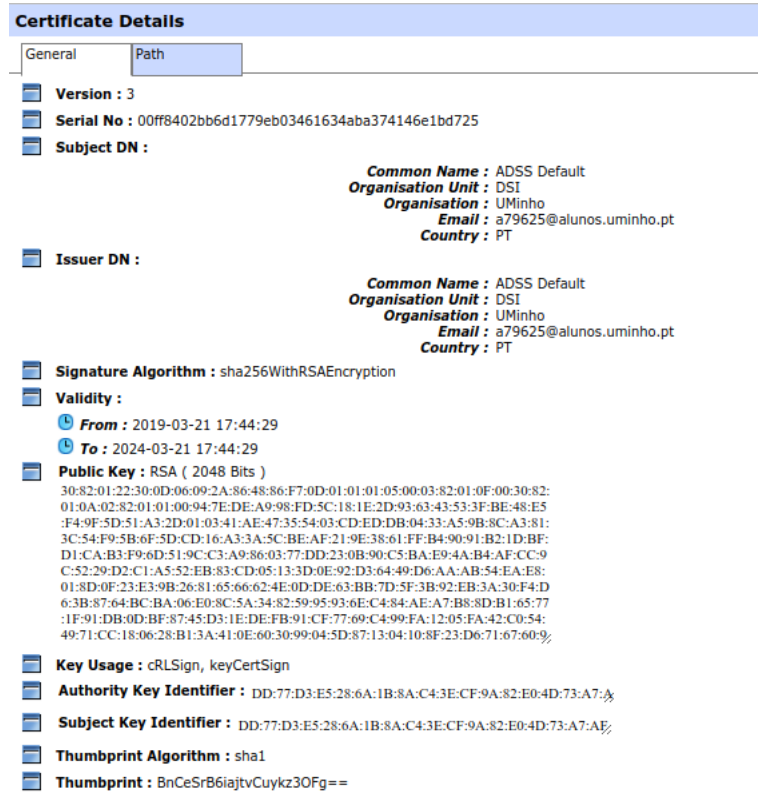 Certificate Details
General
Path
Version : 3
Serial No : 00ff8402bb6d1779eb03461634aba374146e1bd725
Subject DN :
Common Name : ADSS Default
Organisation Unit : DSI
Organisation : UMinho
Email : a79625@alunos.uminho.pt
Country : PT
Issuer DN :
Common Name : ADSS Default
Organisation Unit : DSI
Organisation : UMinho
Email : a79625@alunos.uminho.pt
Country : PT
Signature Algorithm : sha256WithRSAEncryption
Validity :
From : 2019-03-21 17:44:29
To : 2024-03-21 17:44:29
Public Key : RSA ( 2048 Bits )
30:82:01:22:30:0D:06:09:2A:86:48:86:F7:0D:01:01:01:05:00:03:82:01:0F:00:30:82:
01:0A:02:82:01:01:00:94:7E:DE:A9:98:FD:5C:18:1E:2D:93:63:43:53:3F:BE:48:E5
:F4:9F:5D:51:A3:2D:01:03:41:AE:47:35:54:03:CD:ED:DB:04:33:A5:9B:8C:A3:81:
3C:54:F9:5B:6F:5D:CD:16:A3:3A:5C:BE:AF:21:9E:38:61:FF:B4:90:91:B2:1D:BF:
D1:CA:B3:F9:6D:51:9C:C3:A9:86:03:77:DD:23:0B:90:C5:BA:E9:4A:B4:AF:CC:9
C:52:29:D2:C1:A5:52:EB:83:CD:05:13:3D:0E:92:D3:64:49:D6:AA:AB:54:EA:E8:
01:8D:0F:23:E3:9B:26:81:65:66:62:4E:0D:DE:63:BB:7D:5F:3B:92:EB:3A:30:F4:D
6:3B:87:64:BC:BA:06:E0:8C:5A:34:82:59:95:93:6E:C4:84:AE:A7:B8:8D:B1:65:77
:1F:91:DB:0D:BF:87:45:D3:1E:DE:FB:91:CF:77:69:C4:99:FA:12:05:FA:42:C0:54:
49:71:CC:18:06:28:B1:3A:41:0E:60:30:99:04:5D:87:13:04:10:8F:23:D6:71:67:60:9
Key Usage : cRLSign, keyCertSign
Authority Key Identifier : DD:77:D3:E5:28:6A:1B:8A:C4:3E:CF:9A:82:E0:4D:73:A7:A
Subject Key Identifier : DD:77:D3:E5:28:6A:1B:8A:C4:3E:CF:9A:82:E0:4D:73:A7:AF
Thumbprint Algorithm : sha1
Thumbprint : BnCeSrB6iajtvCuykz3OFg==